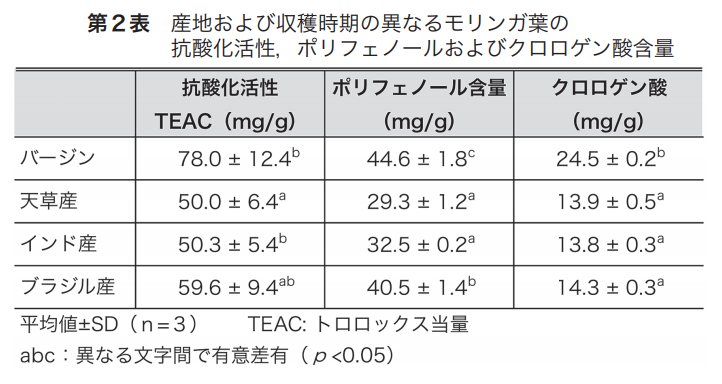 第２表 産地および収穫時期の異なるモリンガ葉の
抗酸化活性，ポリフェノールおよびクロロゲン酸含量
抗酸化活性 ポリフェノール含量 クロロゲン酸
TEAC（mg/g） （mg/g） （mg/g）
バージン 78.0 ± 12.4b 44.6 ± 1.8c 24.5 ± 0.2b
天草産 50.0 ± 6.4a 29.3 ± 1.2a 13.9 ± 0.5a
インド産 50.3 ± 5.4b 32.5 ± 0.2a 13.8 ± 0.3a
ブラジル産 59.6 ± 9.4ab 40.5 ± 1.4b 14.3 ± 0.3a
平均値±SD（ｎ＝３） TEAC: トロロックス当量
abc：異なる文字間で有意差有（p <0.05）